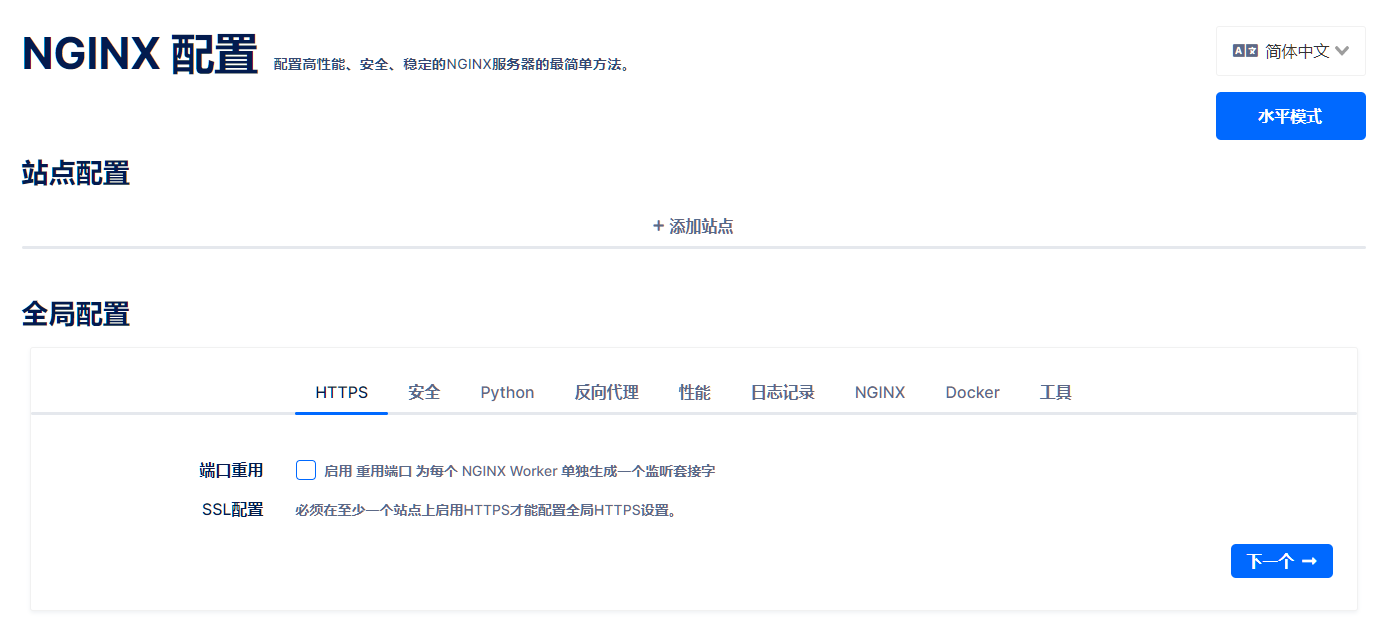 NGINX 配置 配置高性能、安全、稳定的NGINX服务器的最简单方法。
简体中文
水平模式
站点配置
+ 添加站点
全局配置
HTTPS 安全 Python 反向代理 性能 日志记录 NGINX Docker 工具
端口重用 启用 重用端口 为每个 NGINX Worker 单独生成一个监听套接字
SSL配置 必须在至少一个站点上启用HTTPS才能配置全局HTTPS设置。
下一个 →